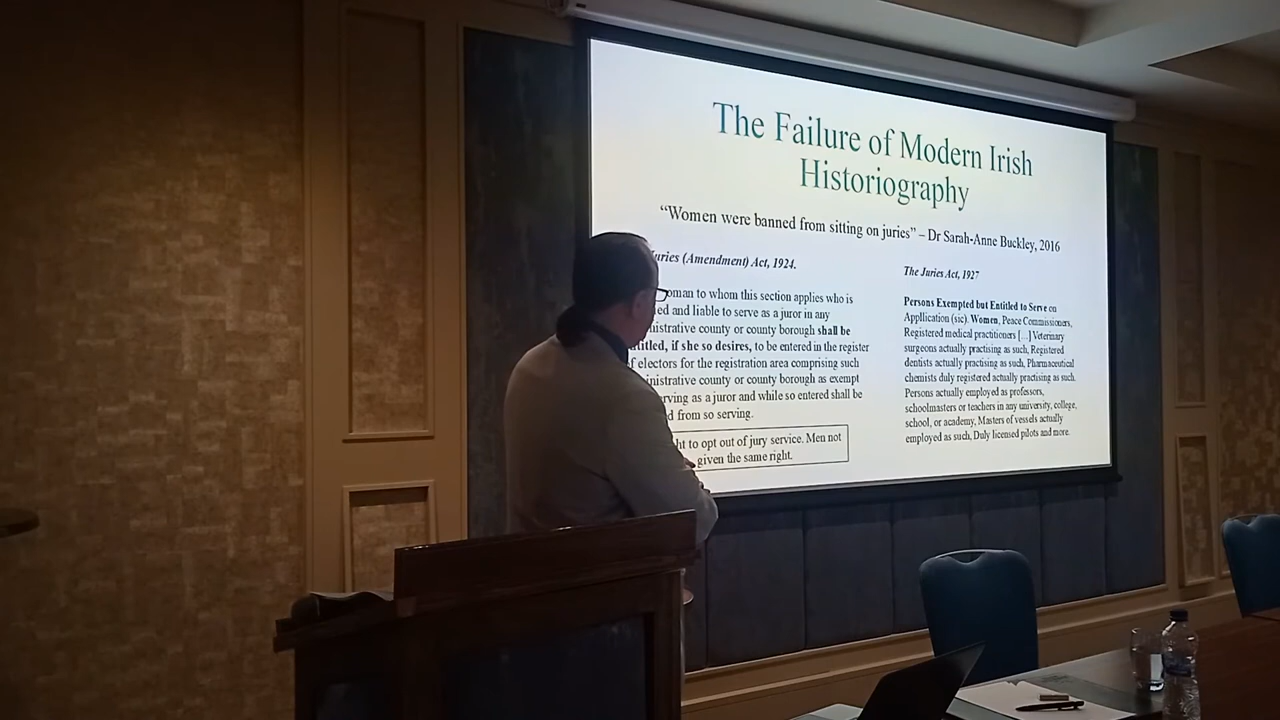 The Failure of Modern Irish
Historiography
“Women were banned from sitting on juries” – Dr Sarah-Anne Buckley, 2016
(Amendment) Act, 1924.
to whom this section applies who is
and liable to serve as a juror in any
county or county borough shall be
if she so desires, to be entered in the register
electors for the registration area comprising such
county or county borough as exempt
as a juror and while so entered shall be
from so serving.
to opt out of jury service. Men not
given the same right.
The Juries Act, 1927
Persons Exempted but Entitled to Serve on
Appllication (sic). Women, Peace Commissioners,
Registered medical practitioners [...] Veterinary
surgeons actually practising as such, Registered
dentists actually practising as such, Pharmaceutical
chemists duly registered actually practising as such.
Persons actually employed as professors,
schoolmasters or teachers in any university, college,
school, or academy, Masters of vessels actually
employed as such, Duly licensed pilots and more.